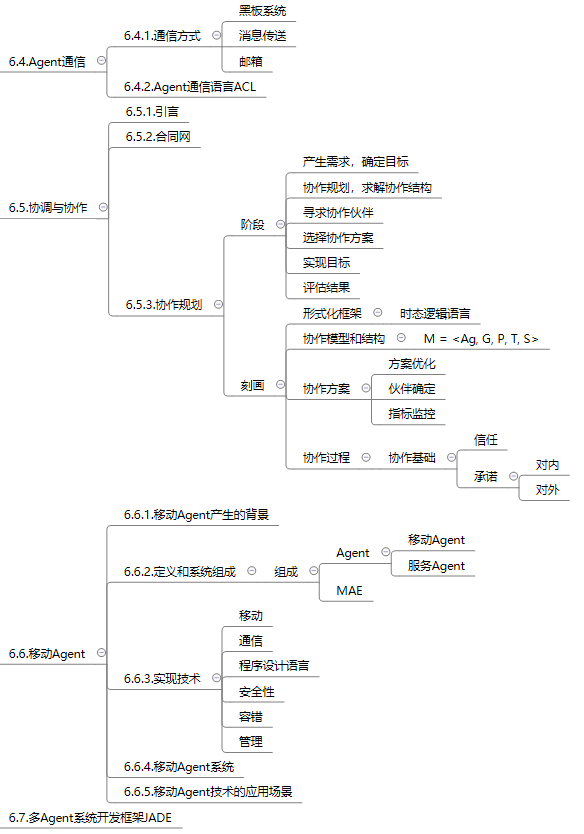 6.4.Agent通信
6.4.1.通信方式
黑板系统
消息传送
邮箱
6.4.2.Agent通信语言ACL
6.5.协调与协作
6.5.1.引言
6.5.2.合同网
6.5.3.协作规划
阶段
产生需求，确定目标
协作规划，求解协作结构
寻求协作伙伴
选择协作方案
实现目标
评估结果
刻画
形式化框架
时态逻辑语言
协作模型和结构
M = <Ag, G, P, T, S>
协作方案
方案优化
伙伴确定
指标监控
协作过程
协作基础
信任
承诺
对内
对外
6.6.移动Agent
6.6.1.移动Agent产生的背景
6.6.2.定义和系统组成
组成
Agent
移动Agent
服务Agent
MAE
6.6.3.实现技术
移动
通信
程序设计语言
安全性
容错
管理
6.6.4.移动Agent系统
6.6.5.移动Agent技术的应用场景
6.7.多Agent系统开发框架JADE